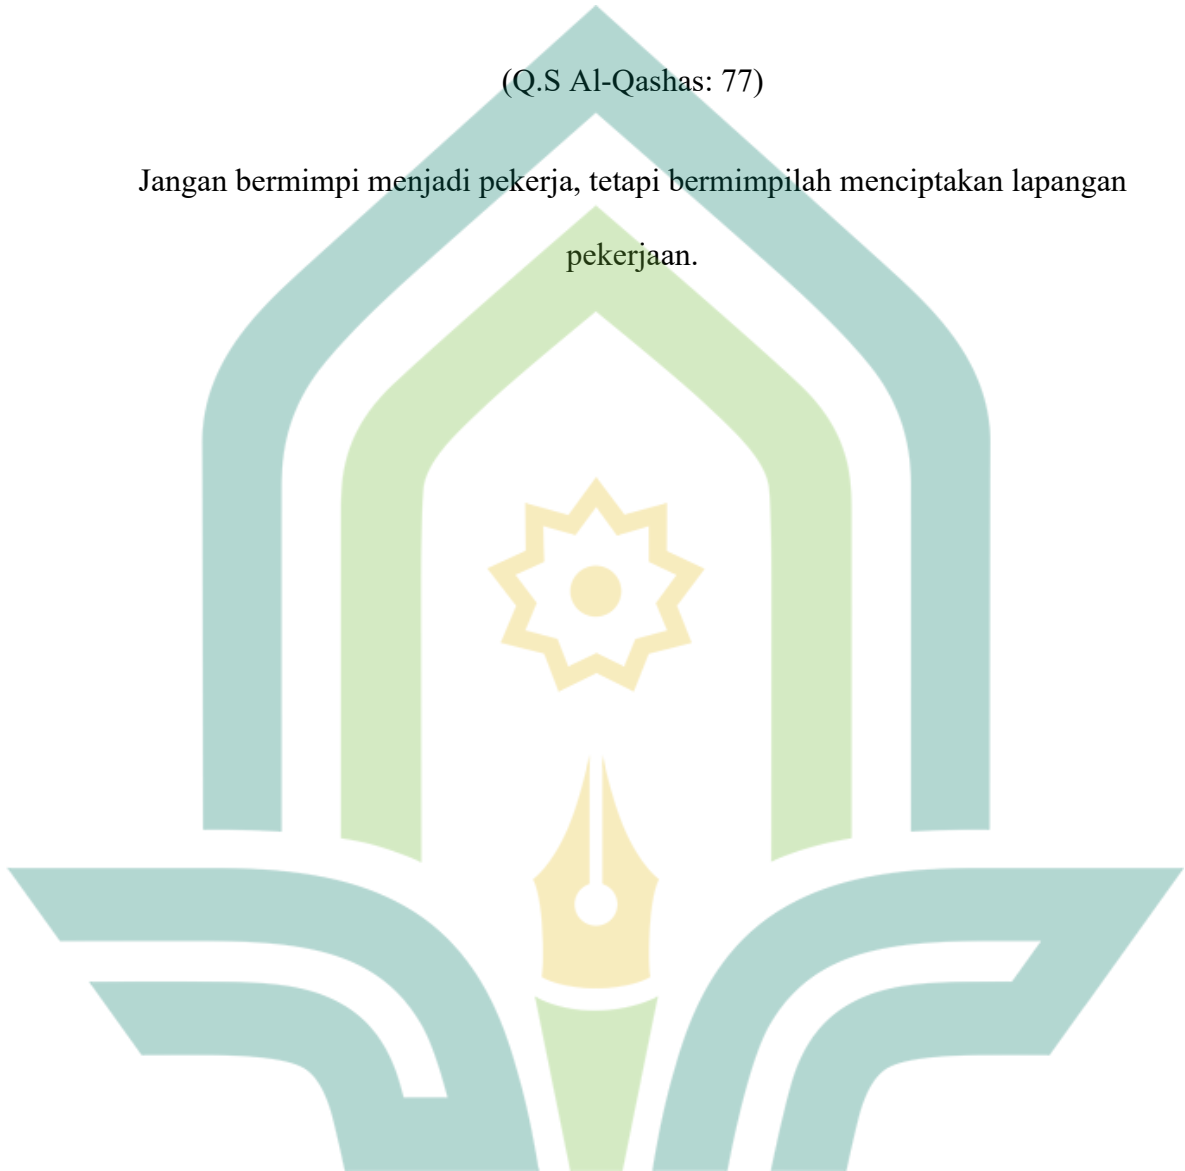 (Q.S Al-Qashas: 77)
Jangan bermimpi menjadi pekerja, tetapi bermimpilah menciptakan lapangan
pekerjaan.